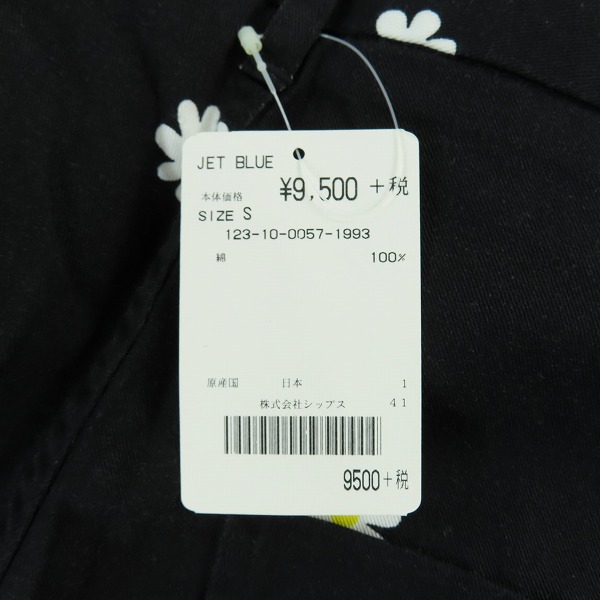 JET BLUE
本体価格 ¥9,500 +税
SIZE S
123-10-0057-1993
綿 100%
原産国 日本 1
株式会社シップス 41
9500+税